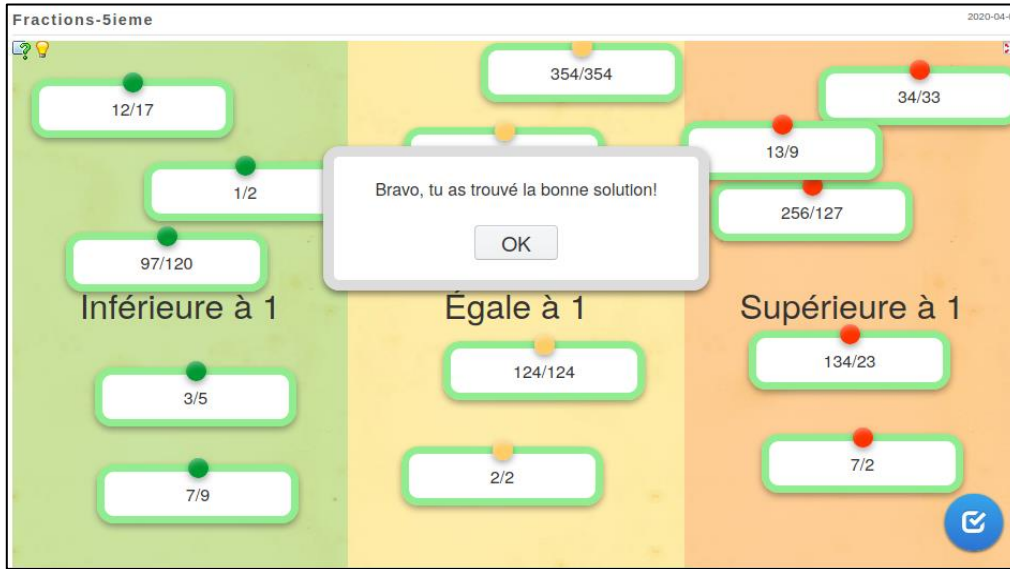 Fractions-5ieme
2020-04-0
354/354
12/17
34/33
13/9
1/2
Bravo, tu as trouvé la bonne solution!
256/127
OK
97/120
Inférieure à 1
Égale à 1
Supérieure à 1
124/124
134/23
3/5
2/2
7/2
7/9